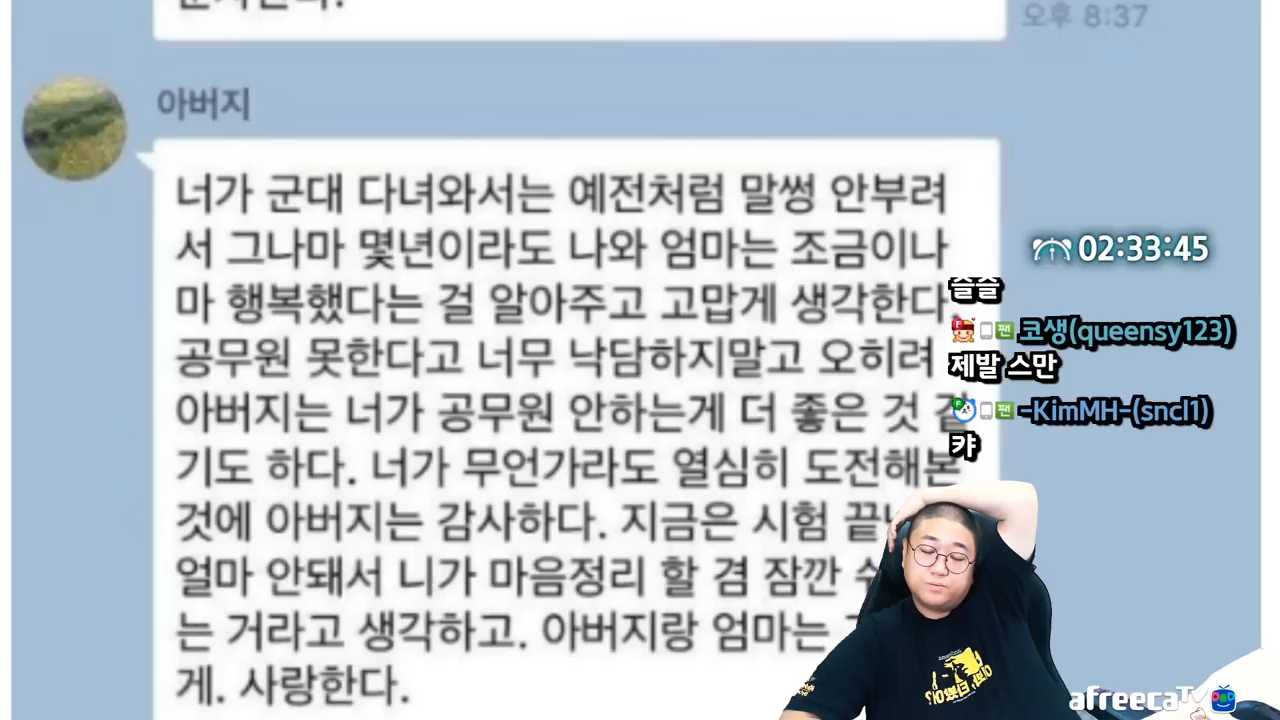 오후 8:37
아버지
너가 군대 다녀와서는 예전처럼 말썽 안부려
서 그나마 몇년이라도 나와 엄마는 조금이나
마 행복했다는 걸 알아주고 고맙게 생각한다
공무원 못한다고 너무 낙담하지말고 오히려
아버지는 너가 공무원 안하는게 더 좋은 것 같
기도 하다. 너가 무언가라도 열심히 도전해본
것에 아버지는 감사하다. 지금은 시험
얼마 안돼서 니가 마음정리 할 겸 잠깐
는 거라고 생각하고. 아버지랑 엄마는
게. 사랑한다.
02:33:45
즐즐
코생(queensy123)
제발 스만
-KimMH-(sncl1)
캬
afreecaTV